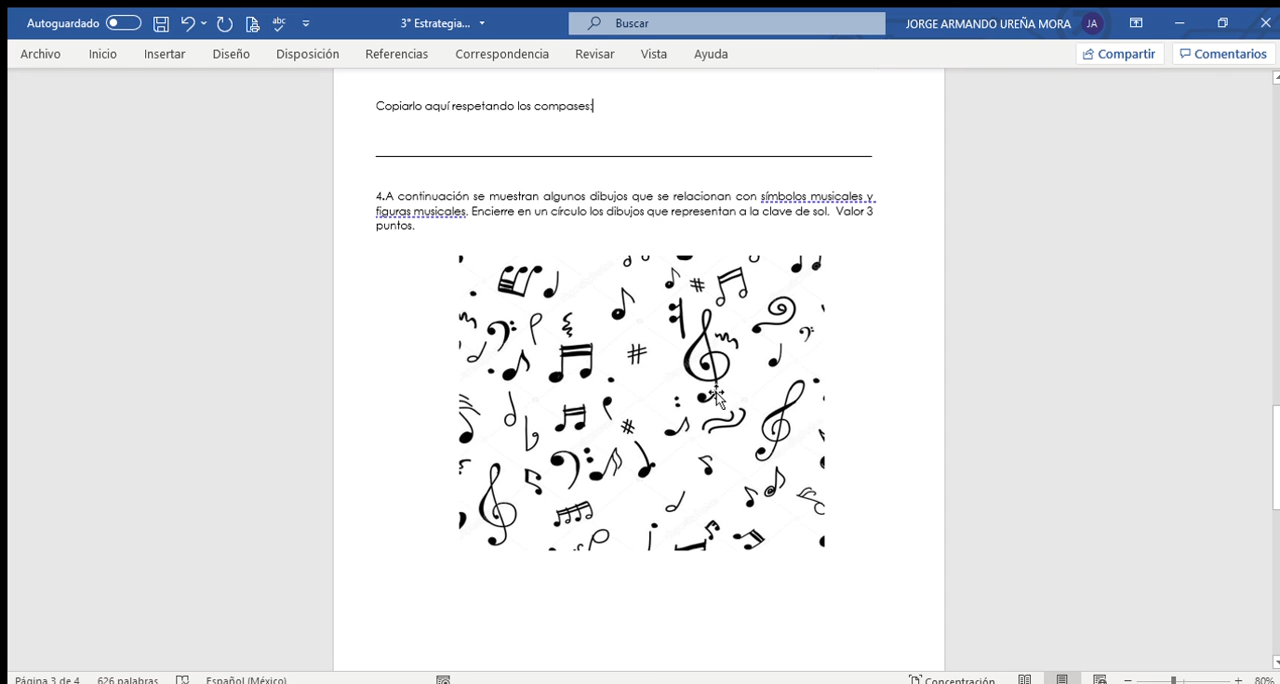 Autoguardado
abc
3° Estrategia...
Buscar
JORGE ARMANDO UREÑA MORA
JA
Archivo Inicio Insertar Diseño Disposición Referencias Correspondencia Revisar Vista Ayuda
Compartir
Comentarios
Copiarlo aquí respetando los compases:
4.A continuación se muestran algunos dibujos que se relacionan con símbolos musicales y
figuras musicales. Encierre en un círculo los dibujos que representan a la clave de sol. Valor 3
puntos.
Página 3 de 4 626 palabras Español (México) Concentración 80%